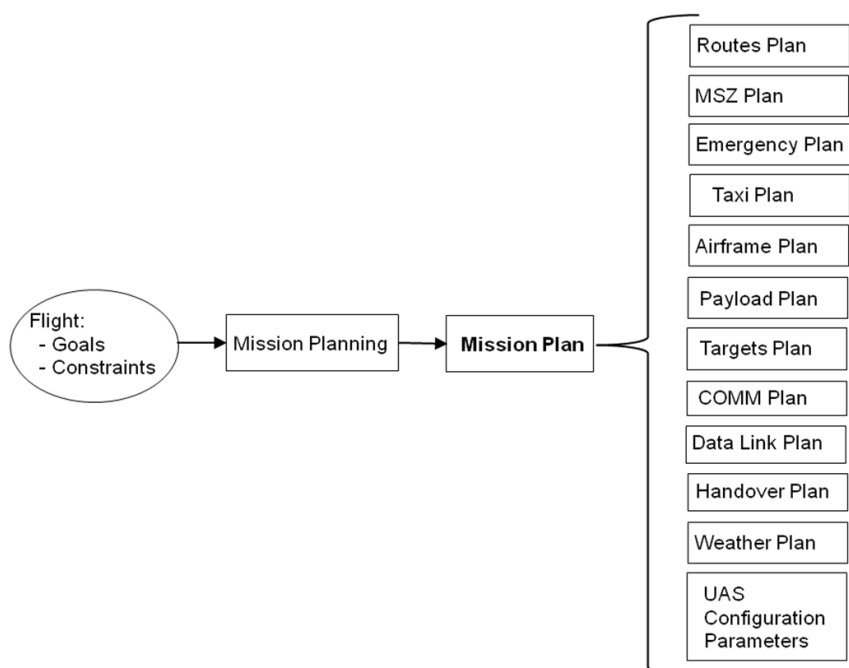 Flight:
- Goals
- Constraints
Mission Planning
Mission Plan
Routes Plan
MSZ Plan
Emergency Plan
Taxi Plan
Airframe Plan
Payload Plan
Targets Plan
COMM Plan
Data Link Plan
Handover Plan
Weather Plan
UAS
Configuration
Parameters